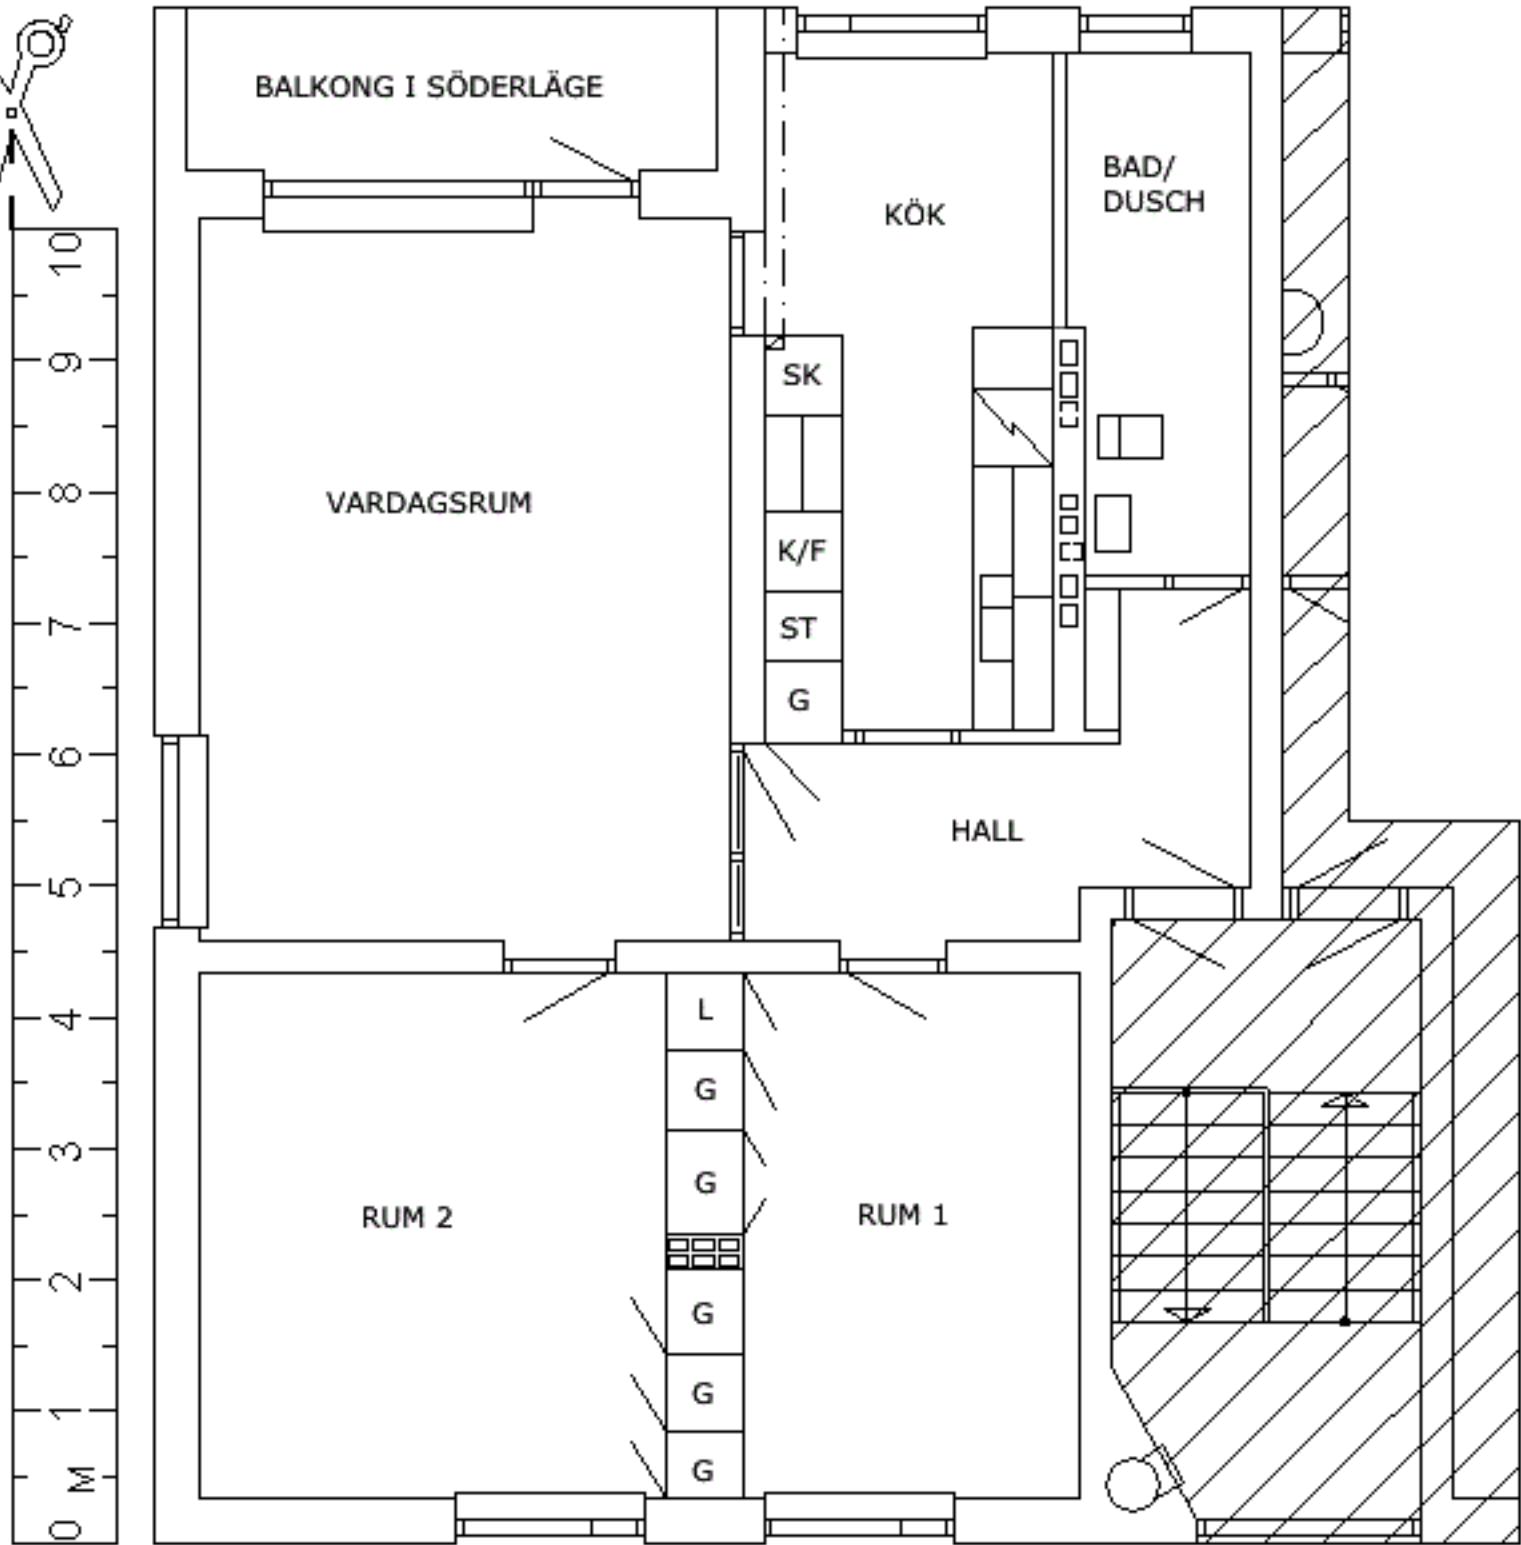 BALKONG I SÖDERLÄGE
KÖK
BAD/
DUSCH
VARDAGSRUM
SK
K/F
ST
G
HALL
L
G
G
RUM 2
RUM 1
G
G
G
10
9
8
7
6
5
4
3
2
1
0 M